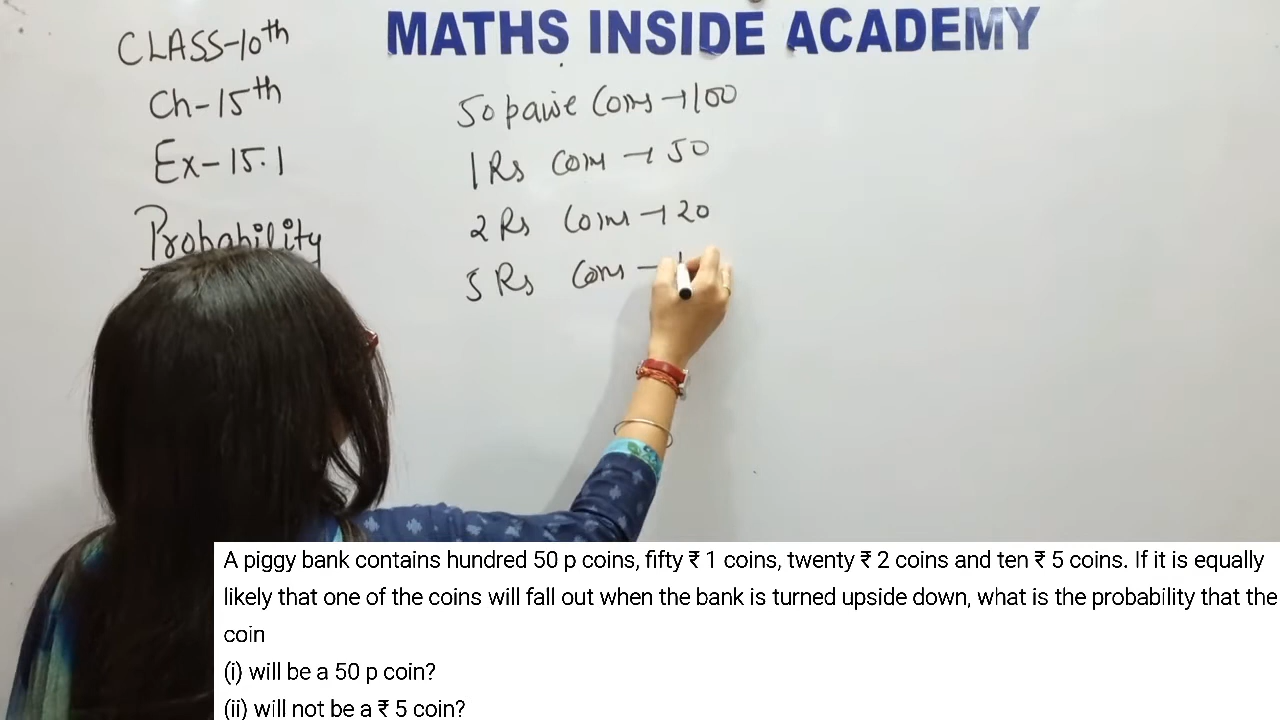 MATHS INSIDE ACADEMY
CLASS-10th
Ch-15th
Ex-15.1
Probability
50 paise Coins → 100
1 Rs Coin → 50
2 Rs Coins → 20
5 Rs Coins →
A piggy bank contains hundred 50 p coins, fifty ₹ 1 coins, twenty ₹ 2 coins and ten ₹ 5 coins. If it is equally
likely that one of the coins will fall out when the bank is turned upside down, what is the probability that the
coin
(i) will be a 50 p coin?
(ii) will not be a ₹ 5 coin?